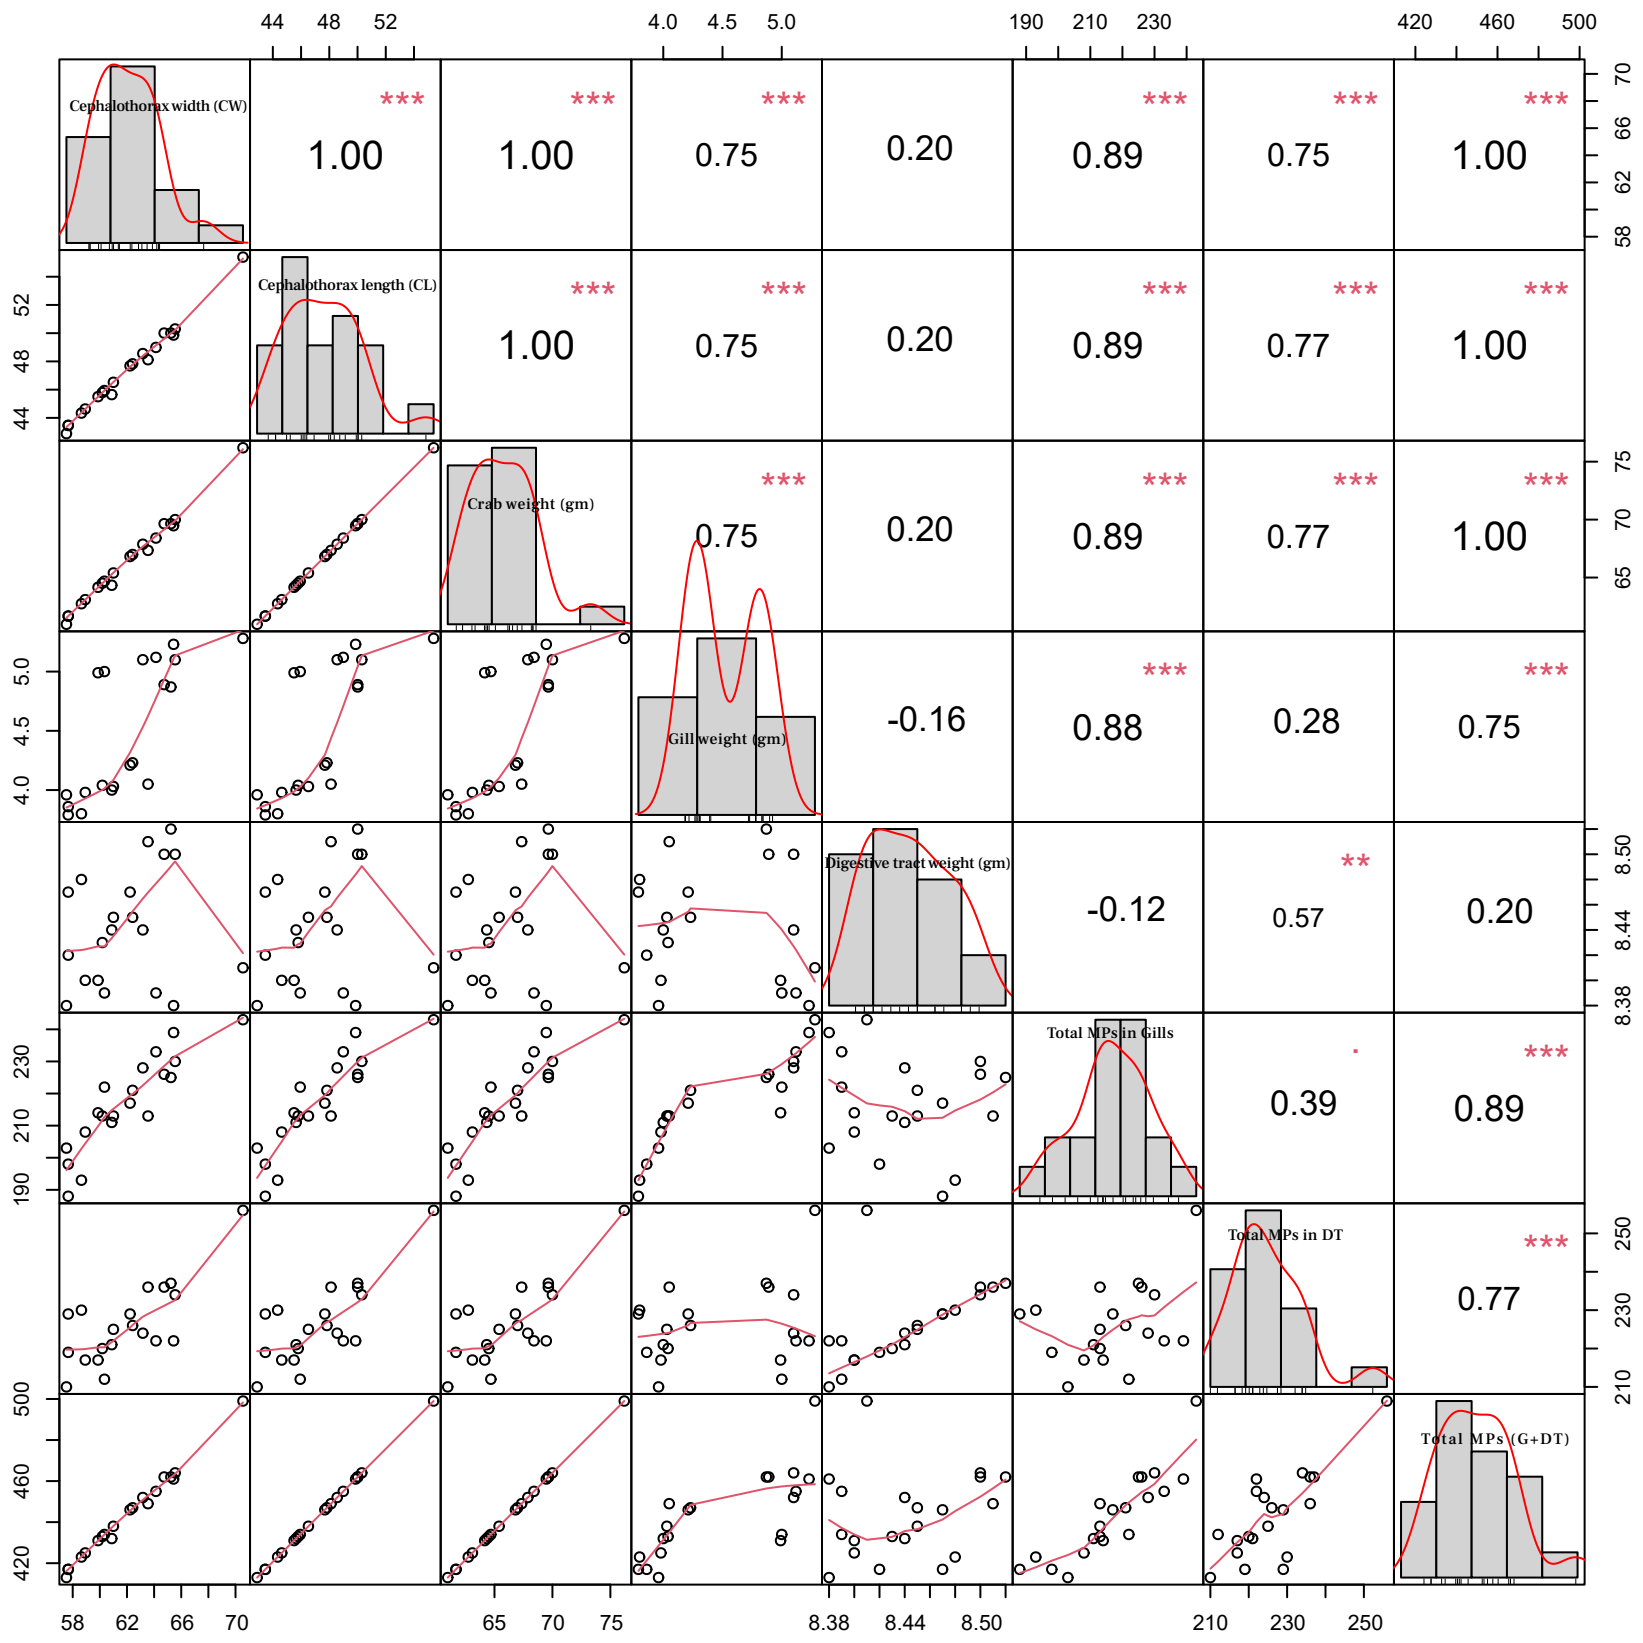 44 48 52 4.0 4.5 5.0 190 210 230 420 460 500
Cephalothorax width (CW) *** *** *** *** *** ***
1.00 1.00 0.75 0.20 0.89 0.75 1.00
58 62 66 70
Cephalothorax length (CL) *** *** *** *** ***
1.00 0.75 0.20 0.89 0.77 1.00
44 48 52
Crab weight (gm) *** *** *** ***
0.75 0.20 0.89 0.77 1.00
65 70 75
Gill weight (gm) *** ***
-0.16 0.88 0.28 0.75
4.0 4.5 5.0
Digestive tract weight (gm) **
-0.12 0.57 0.20
8.38 8.44 8.50
Total MPs in Gills . ***
0.39 0.89
190 210 230
Total MPs in DT ***
0.77
210 230 250
Total MPs (G+DT)
420 460 500
58 62 66 70 65 70 75 8.38 8.44 8.50 210 230 250